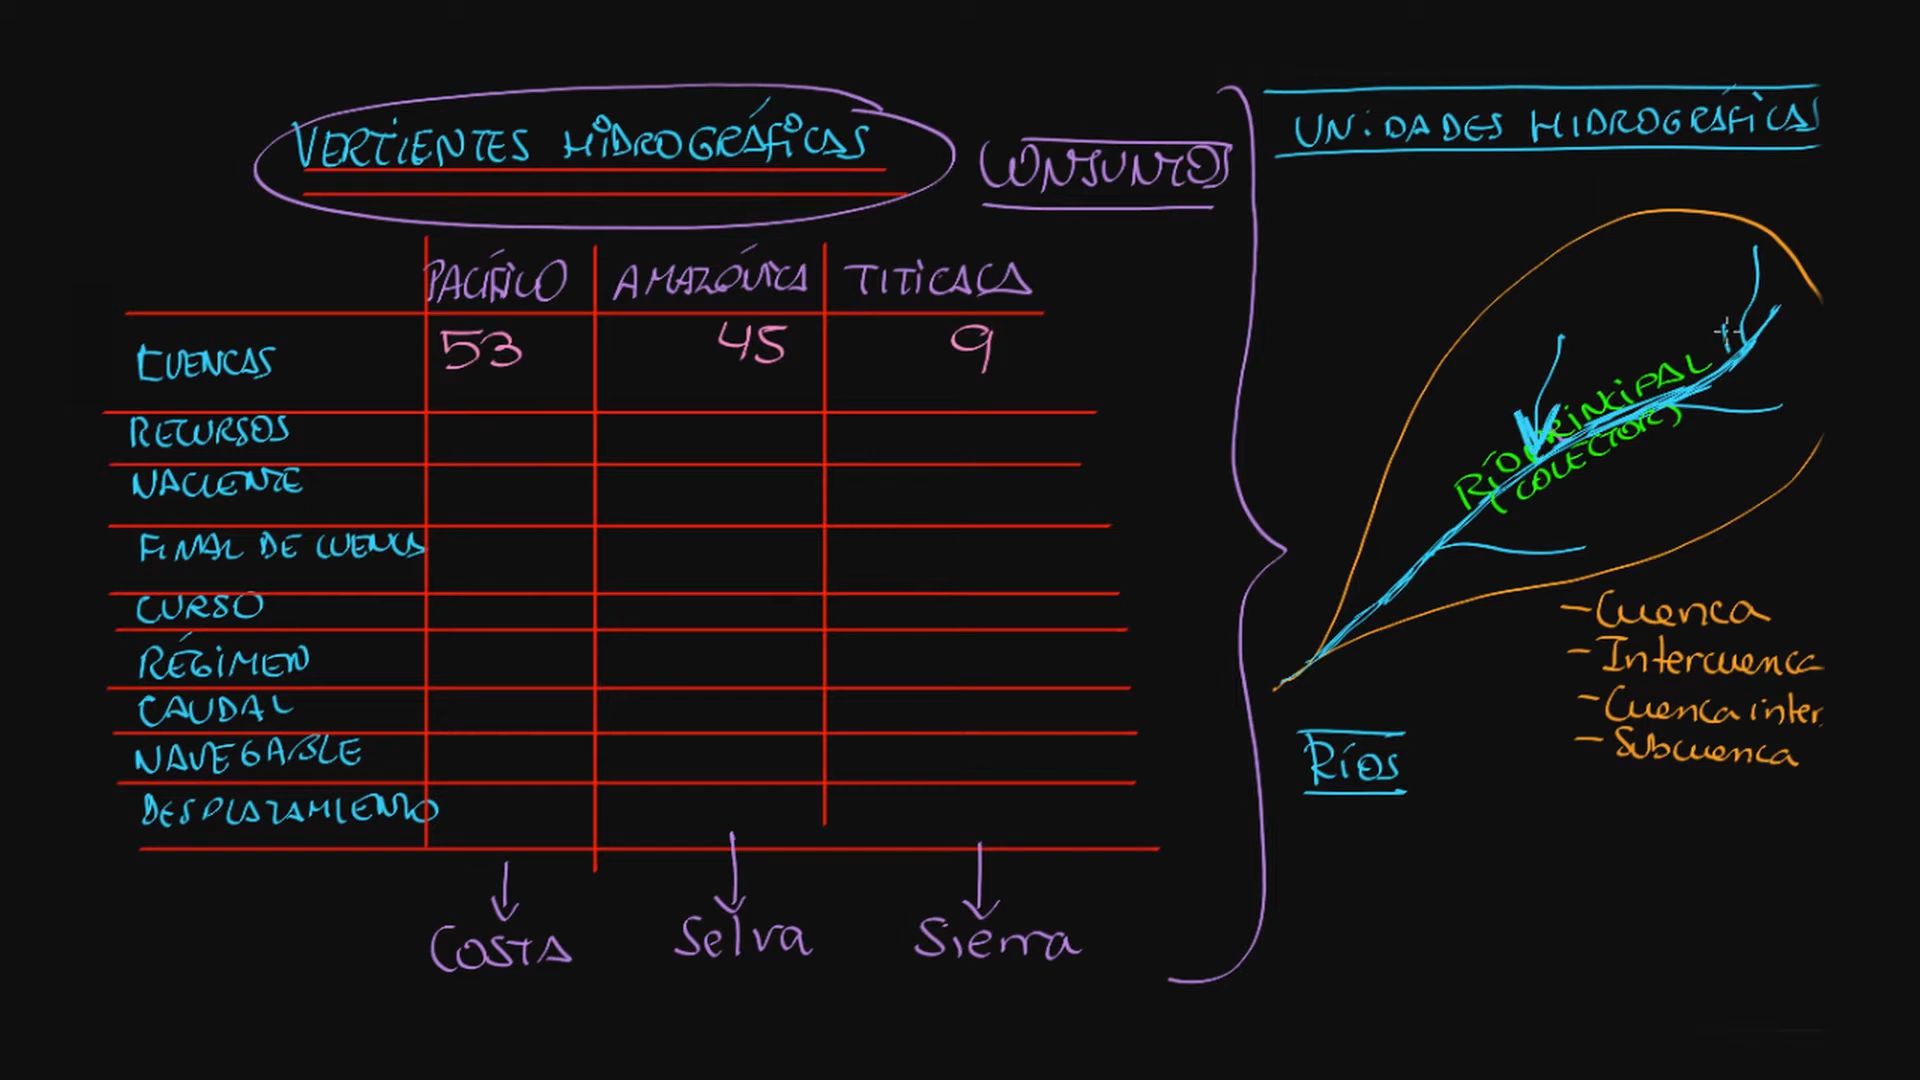 VERTIENTES HIDROGRÁFICAS
CONJUNTOS
UNIDADES HIDROGRÁFICAS
PACÍFICO AMAZÓNICA TITICACA
CUENCAS 53 45 9
RECURSOS
NACIENTE
FINAL DE CUENCA
CURSO
RÉGIMEN
CAUDAL
NAVEGABLE
DESPLAZAMIENTO
COSTA Selva Sierra
RÍO PRINCIPAL
(COLECTOR)
- Cuenca
- Intercuenca
- Cuenca inter.
- Subcuenca
RÍOS